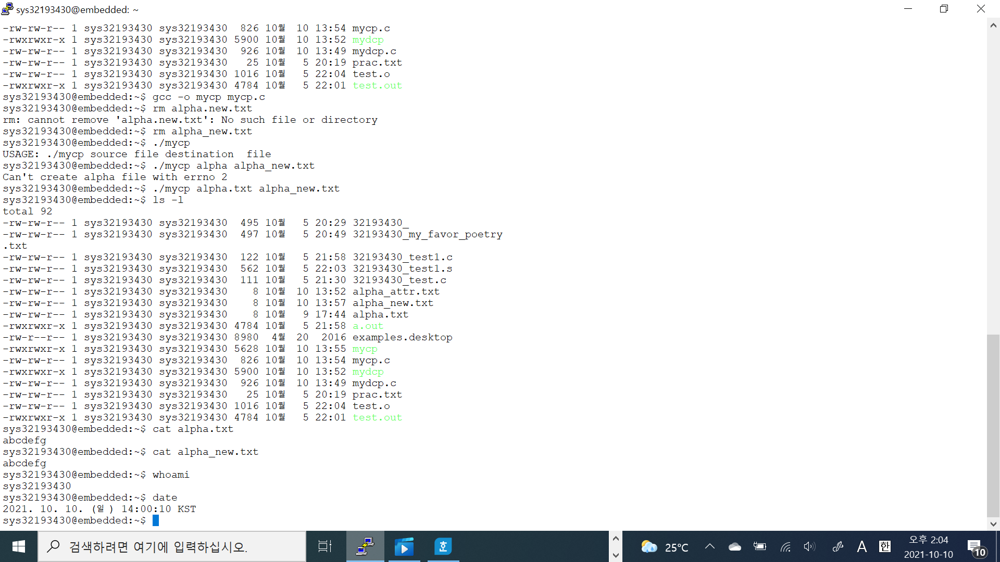 sys32193430@embedded: ~
-rw-rw-r-- 1 sys32193430 sys32193430  826 10월  10 13:54 mycp.c
-rwxrwxr-x 1 sys32193430 sys32193430 5900 10월  10 13:52 mydcp
-rw-rw-r-- 1 sys32193430 sys32193430  926 10월  10 13:49 mydcp.c
-rw-rw-r-- 1 sys32193430 sys32193430   25 10월   5 20:19 prac.txt
-rw-rw-r-- 1 sys32193430 sys32193430 1016 10월   5 22:04 test.o
-rwxrwxr-x 1 sys32193430 sys32193430 4784 10월   5 22:01 test.out
sys32193430@embedded:~$ gcc -o mycp mycp.c
sys32193430@embedded:~$ rm alpha.new.txt
rm: cannot remove 'alpha.new.txt': No such file or directory
sys32193430@embedded:~$ rm alpha_new.txt
sys32193430@embedded:~$ ./mycp
USAGE: ./mycp source file destination  file
sys32193430@embedded:~$ ./mycp alpha alpha_new.txt
Can't create alpha file with errno 2
sys32193430@embedded:~$ ./mycp alpha.txt alpha_new.txt
sys32193430@embedded:~$ ls -l
total 92
-rw-rw-r-- 1 sys32193430 sys32193430  495 10월   5 20:29 32193430_
-rw-rw-r-- 1 sys32193430 sys32193430  497 10월   5 20:49 32193430_my_favor_poetry
.txt
-rw-rw-r-- 1 sys32193430 sys32193430  122 10월   5 21:58 32193430_test1.c
-rw-rw-r-- 1 sys32193430 sys32193430  562 10월   5 22:03 32193430_test1.s
-rw-rw-r-- 1 sys32193430 sys32193430  111 10월   5 21:30 32193430_test.c
-rw-rw-r-- 1 sys32193430 sys32193430    8 10월  10 13:52 alpha_attr.txt
-rw-rw-r-- 1 sys32193430 sys32193430    8 10월  10 13:57 alpha_new.txt
-rw-rw-r-- 1 sys32193430 sys32193430    8 10월   9 17:44 alpha.txt
-rwxrwxr-x 1 sys32193430 sys32193430 4784 10월   5 21:58 a.out
-rw-r--r-- 1 sys32193430 sys32193430 8980  4월  20  2016 examples.desktop
-rwxrwxr-x 1 sys32193430 sys32193430 5628 10월  10 13:55 mycp
-rw-rw-r-- 1 sys32193430 sys32193430  826 10월  10 13:54 mycp.c
-rwxrwxr-x 1 sys32193430 sys32193430 5900 10월  10 13:52 mydcp
-rw-rw-r-- 1 sys32193430 sys32193430  926 10월  10 13:49 mydcp.c
-rw-rw-r-- 1 sys32193430 sys32193430   25 10월   5 20:19 prac.txt
-rw-rw-r-- 1 sys32193430 sys32193430 1016 10월   5 22:04 test.o
-rwxrwxr-x 1 sys32193430 sys32193430 4784 10월   5 22:01 test.out
sys32193430@embedded:~$ cat alpha.txt
abcdefg
sys32193430@embedded:~$ cat alpha_new.txt
abcdefg
sys32193430@embedded:~$ whoami
sys32193430
sys32193430@embedded:~$ date
2021. 10. 10. (일 ) 14:00:10 KST
sys32193430@embedded:~$
검색하려면 여기에 입력하십시오.
호
25°C
A
한
오후 2:04
2021-10-10
10